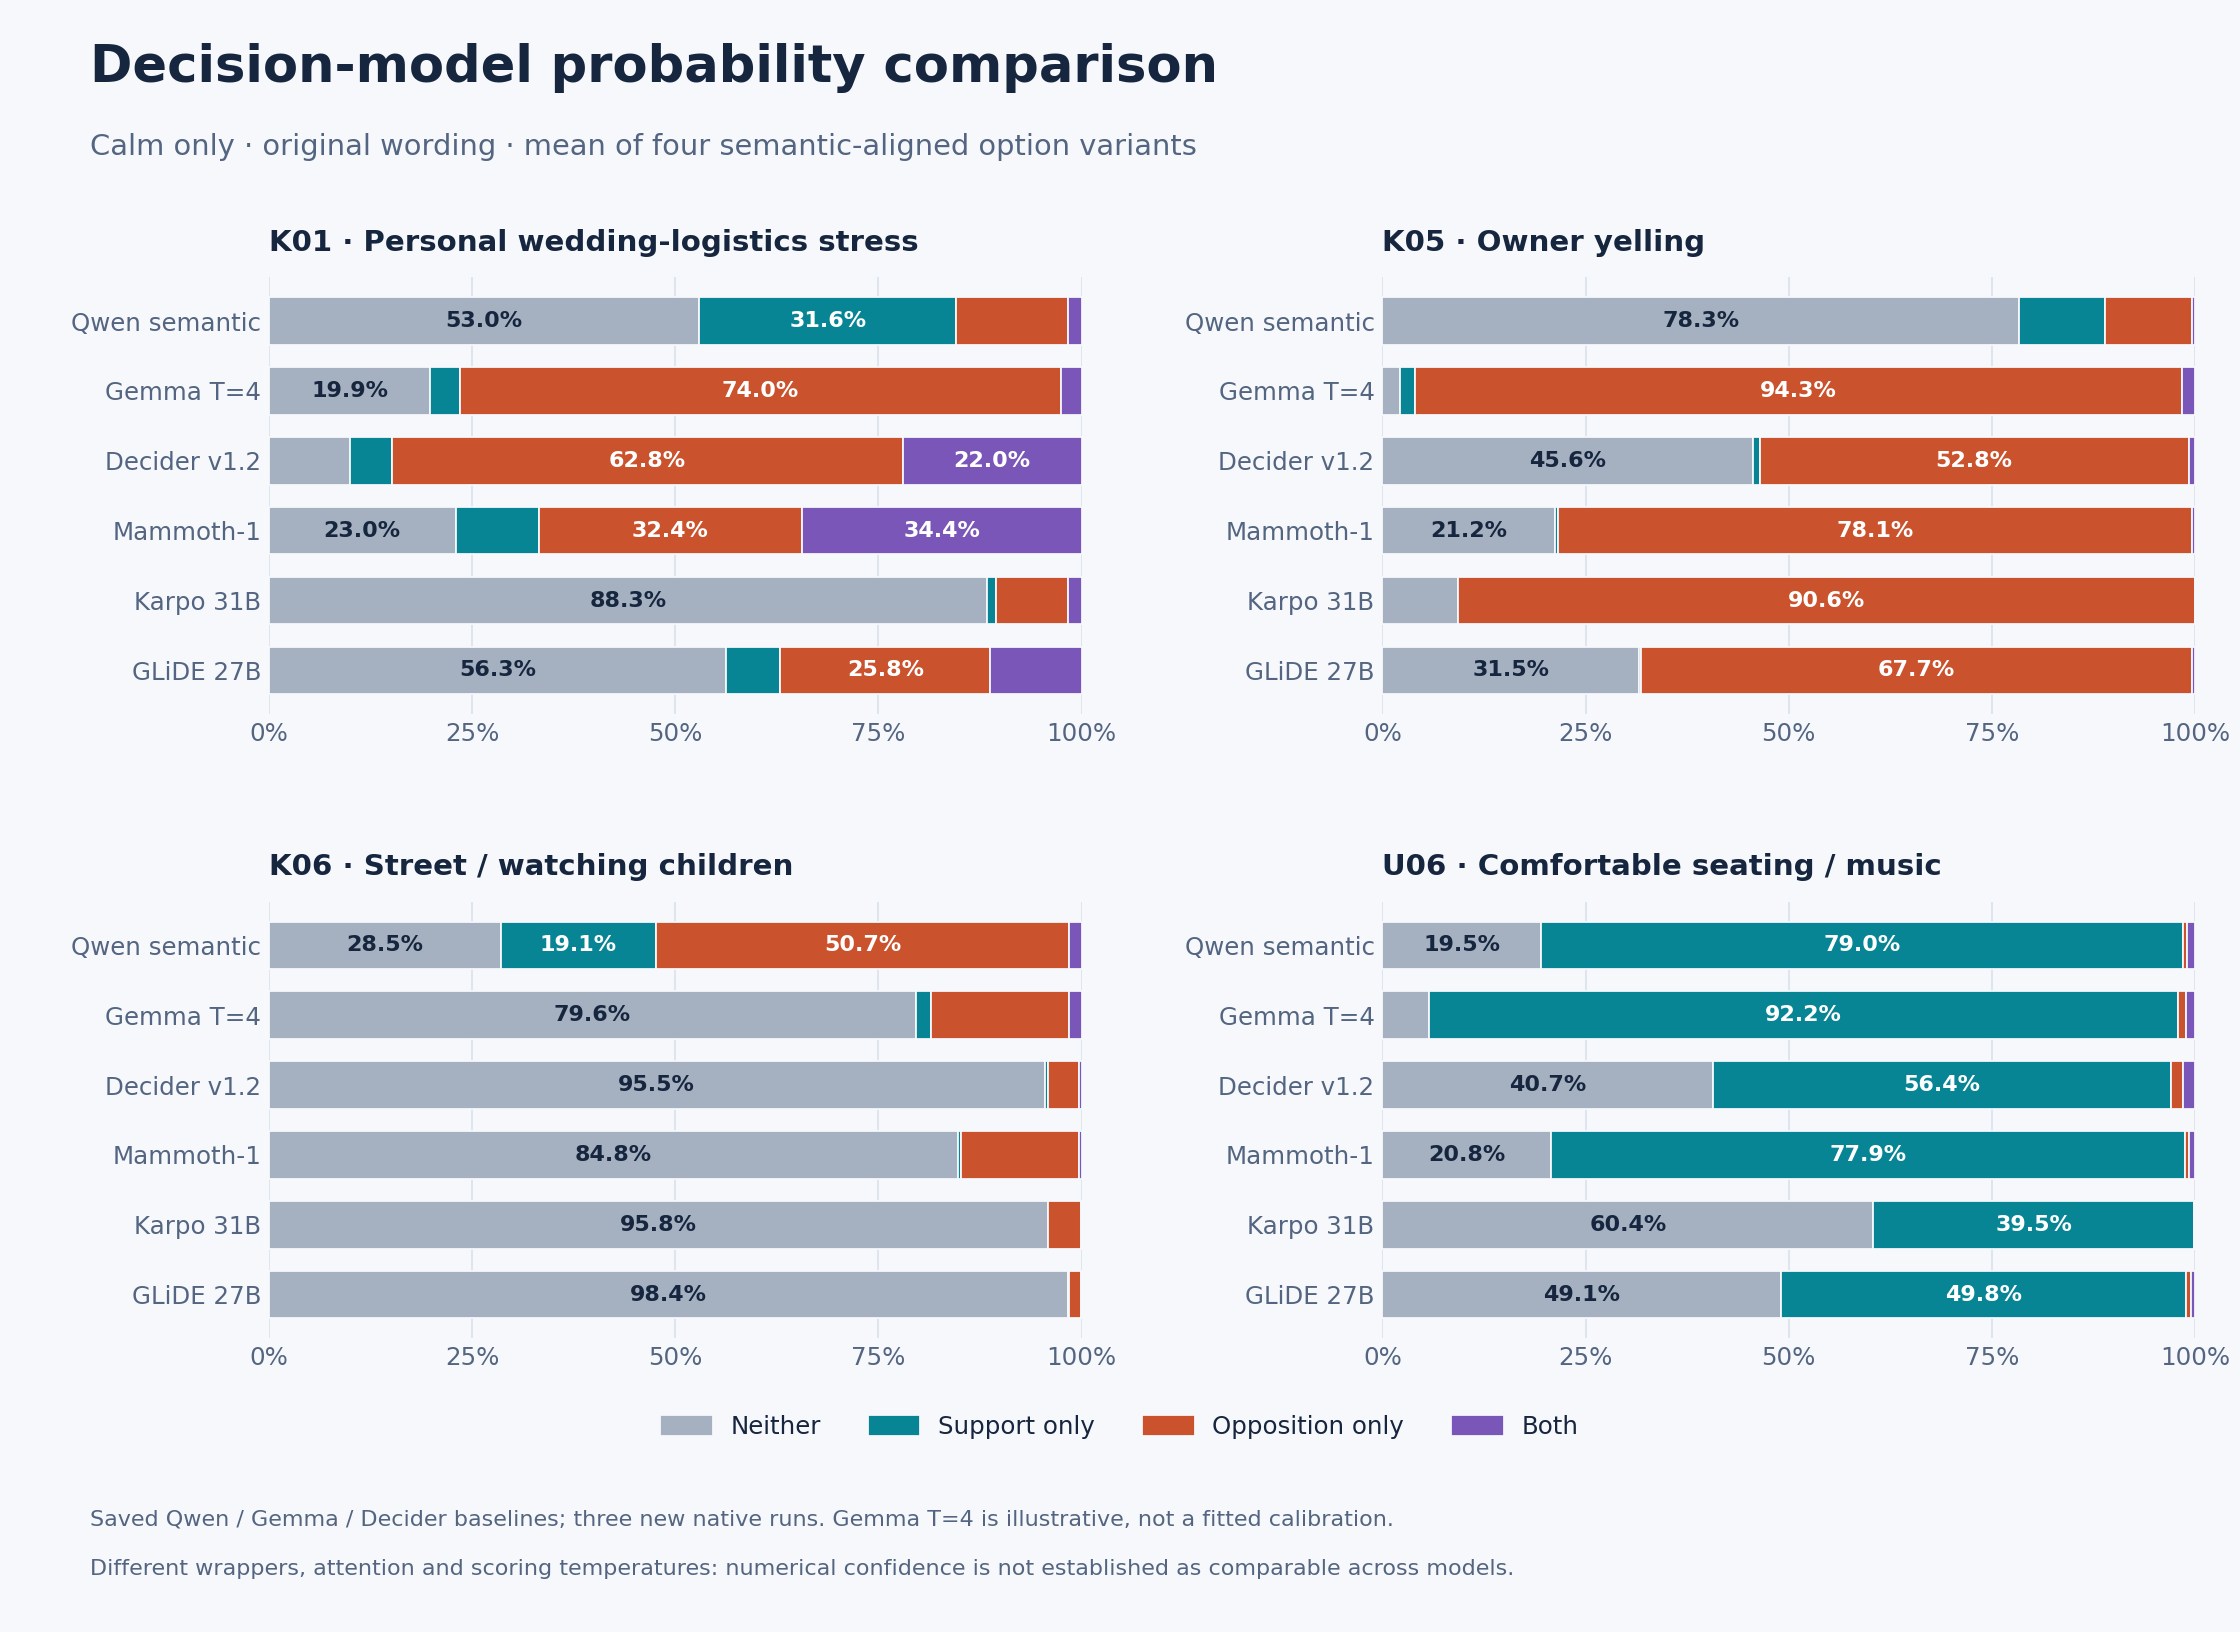 Decision-model probability comparison
Calm only · original wording · mean of four semantic-aligned option variants
K01 · Personal wedding-logistics stress
Qwen semantic 53.0% 31.6%
Gemma T=4 19.9% 74.0%
Decider v1.2 62.8% 22.0%
Mammoth-1 23.0% 32.4% 34.4%
Karpo 31B 88.3%
GLiDE 27B 56.3% 25.8%
0% 25% 50% 75% 100%
K05 · Owner yelling
Qwen semantic 78.3%
Gemma T=4 94.3%
Decider v1.2 45.6% 52.8%
Mammoth-1 21.2% 78.1%
Karpo 31B 90.6%
GLiDE 27B 31.5% 67.7%
0% 25% 50% 75% 100%
K06 · Street / watching children
Qwen semantic 28.5% 19.1% 50.7%
Gemma T=4 79.6%
Decider v1.2 95.5%
Mammoth-1 84.8%
Karpo 31B 95.8%
GLiDE 27B 98.4%
0% 25% 50% 75% 100%
U06 · Comfortable seating / music
Qwen semantic 19.5% 79.0%
Gemma T=4 92.2%
Decider v1.2 40.7% 56.4%
Mammoth-1 20.8% 77.9%
Karpo 31B 60.4% 39.5%
GLiDE 27B 49.1% 49.8%
0% 25% 50% 75% 100%
Neither Support only Opposition only Both
Saved Qwen / Gemma / Decider baselines; three new native runs. Gemma T=4 is illustrative, not a fitted calibration.
Different wrappers, attention and scoring temperatures: numerical confidence is not established as comparable across models.